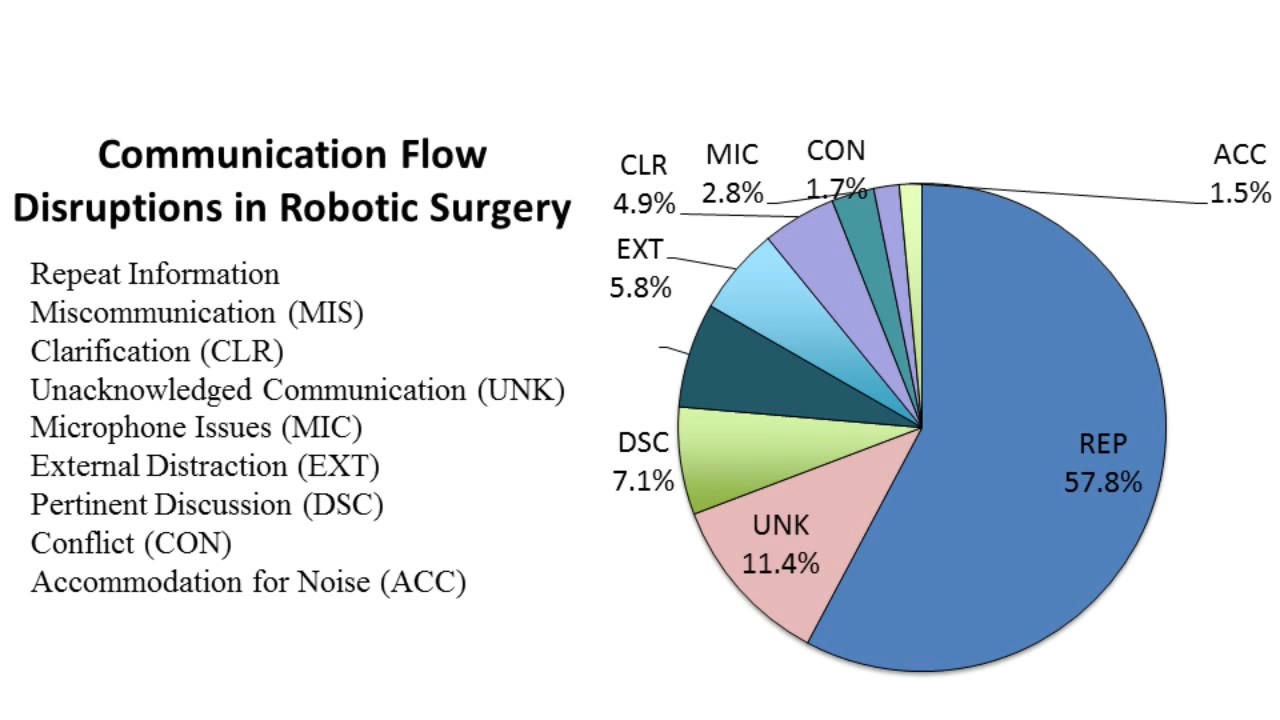 Communication Flow
Disruptions in Robotic Surgery
Repeat Information
Miscommunication (MIS)
Clarification (CLR)
Unacknowledged Communication (UNK)
Microphone Issues (MIC)
External Distraction (EXT)
Pertinent Discussion (DSC)
Conflict (CON)
Accommodation for Noise (ACC)
CLR
4.9%
MIC
2.8%
CON
1.7%
ACC
1.5%
EXT
5.8%
DSC
7.1%
UNK
11.4%
REP
57.8%